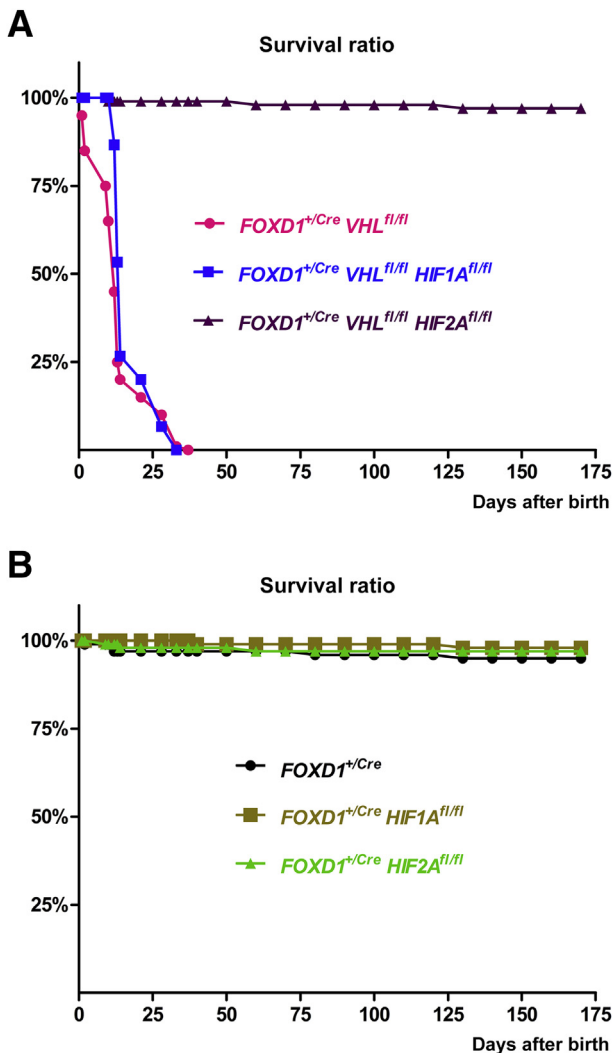 A
Survival ratio
100%
75%
50%
25%
FOXD1+/Cre VHLfl/fl
FOXD1+/Cre VHLfl/fl HIF1Afl/fl
FOXD1+/Cre VHLfl/fl HIF2Afl/fl
0 25 50 75 100 125 150 175
Days after birth
B
Survival ratio
100%
75%
50%
25%
FOXD1+/Cre
FOXD1+/Cre HIF1Afl/fl
FOXD1+/Cre HIF2Afl/fl
0 25 50 75 100 125 150 175
Days after birth